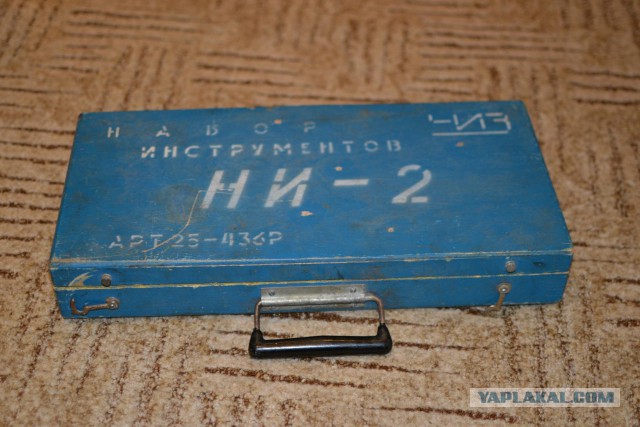 НАБОР
ЧИЗ
ИНСТРУМЕНТОВ
НИ-2
АРТ 25-436Р
YAPLAKAL.COM